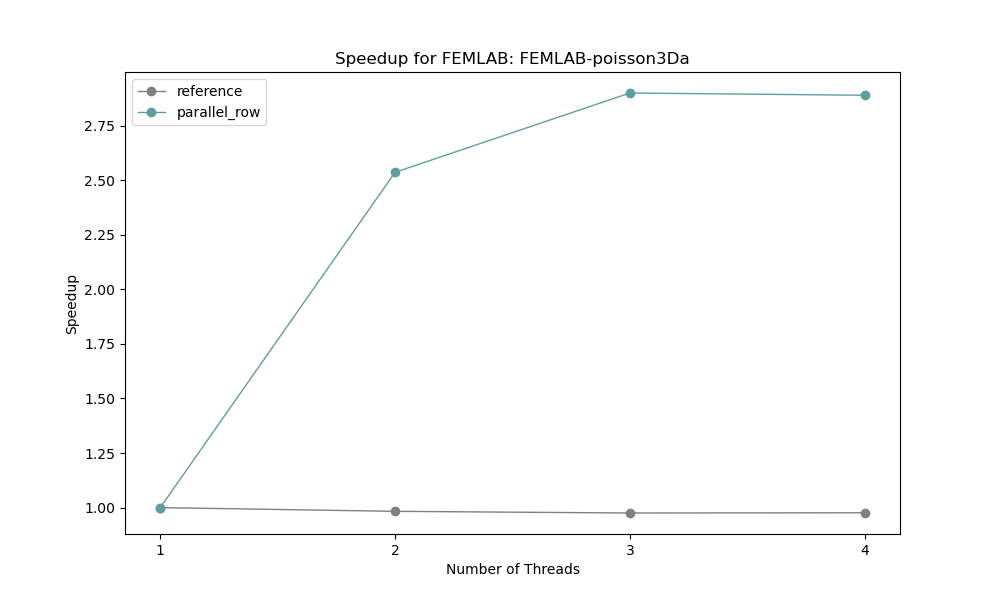 Speedup for FEMLAB: FEMLAB-poisson3Da
reference
parallel_row
2.75
2.50
2.25
2.00
1.75
1.50
1.25
1.00
Speedup
1
2
3
4
Number of Threads